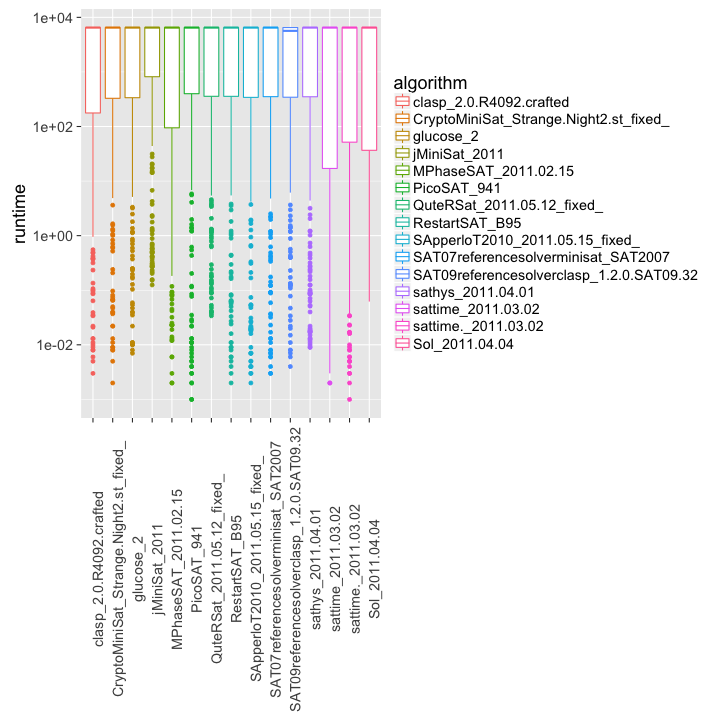 1e+04
1e+02
1e+00
1e-02
runtime
clasp_2.0.R4092.crafted
CryptoMiniSat_Strange.Night2.st_fixed_
glucose_2
jMiniSat_2011
MPhaseSAT_2011.02.15
PicoSAT_941
QuteRSat_2011.05.12_fixed_
RestartSAT_B95
SApperloT2010_2011.05.15_fixed_
SAT07referencesolverminisat_SAT2007
SAT09referencesolverclasp_1.2.0.SAT09.32
sathys_2011.04.01
sattime_2011.03.02
sattime._2011.03.02
Sol_2011.04.04
algorithm
clasp_2.0.R4092.crafted
CryptoMiniSat_Strange.Night2.st_fixed_
glucose_2
jMiniSat_2011
MPhaseSAT_2011.02.15
PicoSAT_941
QuteRSat_2011.05.12_fixed_
RestartSAT_B95
SApperloT2010_2011.05.15_fixed_
SAT07referencesolverminisat_SAT2007
SAT09referencesolverclasp_1.2.0.SAT09.32
sathys_2011.04.01
sattime_2011.03.02
sattime._2011.03.02
Sol_2011.04.04